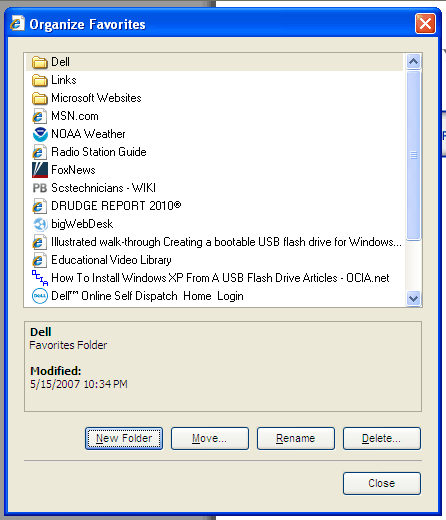 Organize Favorites
Dell
Links
Microsoft Websites
MSN.com
NOAA Weather
Radio Station Guide
FoxNews
PB Scstechnicians - WIKI
DRUDGE REPORT 2010®
bigWebDesk
Illustrated walk-through Creating a bootable USB flash drive for Windows...
Educational Video Library
How To Install Windows XP From A USB Flash Drive Articles - OCIA.net
Dell™ Online Self Dispatch Home Login
Dell
Favorites Folder
Modified:
5/15/2007 10:34 PM
New Folder
Move...
Rename
Delete...
Close